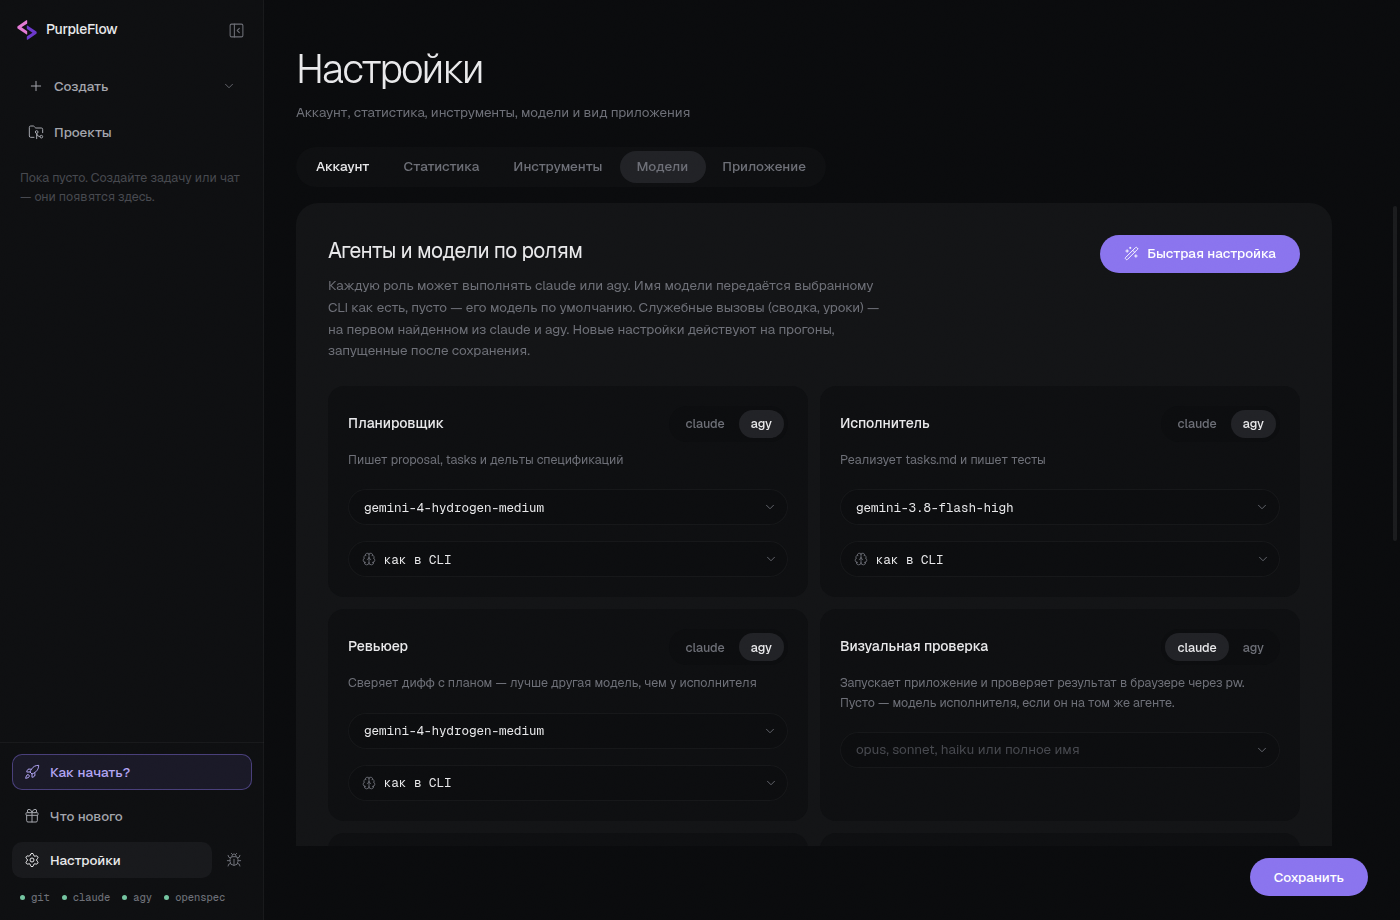 PurpleFlow
Создать
Проекты
Пока пусто. Создайте задачу или чат
— они появятся здесь.
Как начать?
Что нового
Настройки
git claude agy openspec
Настройки
Аккаунт, статистика, инструменты, модели и вид приложения
Аккаунт Статистика Инструменты Модели Приложение
Агенты и модели по ролям
Быстрая настройка
Каждую роль может выполнять claude или agy. Имя модели передаётся выбранному
CLI как есть, пусто — его модель по умолчанию. Служебные вызовы (сводка, уроки) —
на первом найденном из claude и agy. Новые настройки действуют на прогоны,
запущенные после сохранения.
Планировщик claude agy
Пишет proposal, tasks и дельты спецификаций
gemini-4-hydrogen-medium
как в CLI
Исполнитель claude agy
Реализует tasks.md и пишет тесты
gemini-3.8-flash-high
как в CLI
Ревьюер claude agy
Сверяет дифф с планом — лучше другая модель, чем у исполнителя
gemini-4-hydrogen-medium
как в CLI
Визуальная проверка claude agy
Запускает приложение и проверяет результат в браузере через pw.
Пусто — модель исполнителя, если он на том же агенте.
opus, sonnet, haiku или полное имя
Сохранить